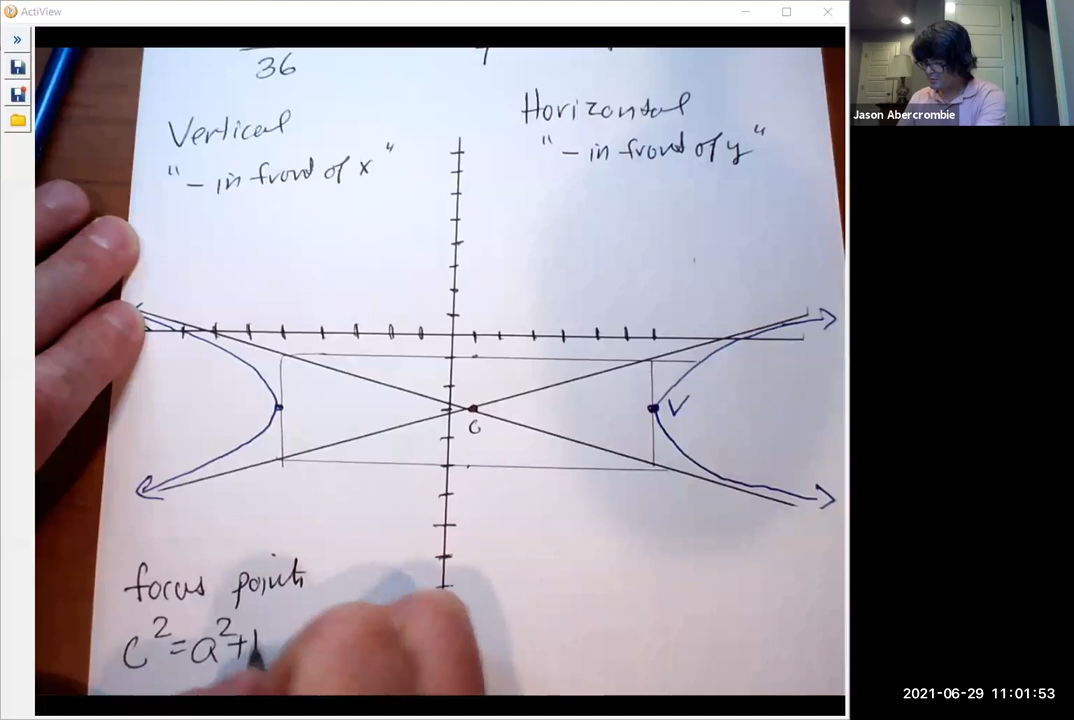 ActiView
36
Vertical
"- in front of x"
Horizontal
"- in front of y"
V
C
focus points
c²=a²+
Jason Abercrombie
2021-06-29 11:01:53